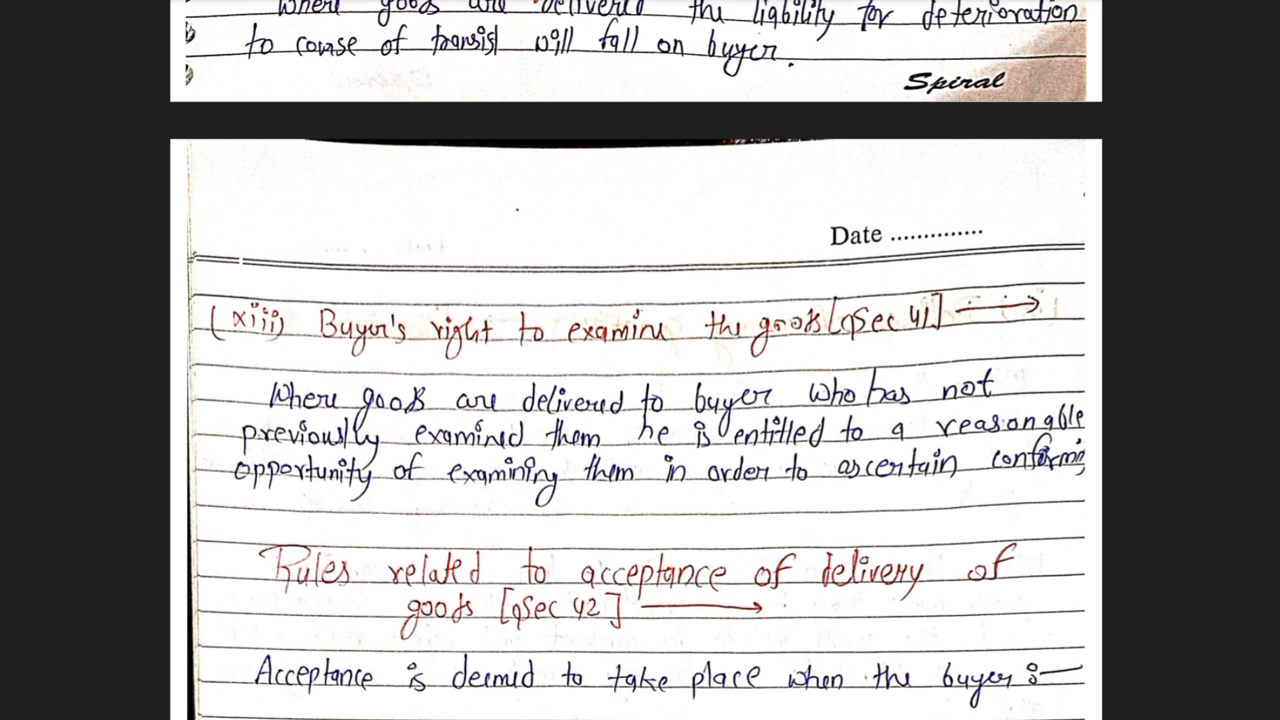 where goods are delivered the liability for deterioration
to course of transist will fall on buyer.
Spiral
Date ..............
(xiii) Buyer's right to examine the goods [Sec 41] →
Where goods are delivered to buyer who has not
previously examined them he is entitled to a reasonable
opportunity of examining them in order to ascertain
Rules related to acceptance of delivery of
goods [Sec 42] →
Acceptance is deemed to take place when the buyer :—